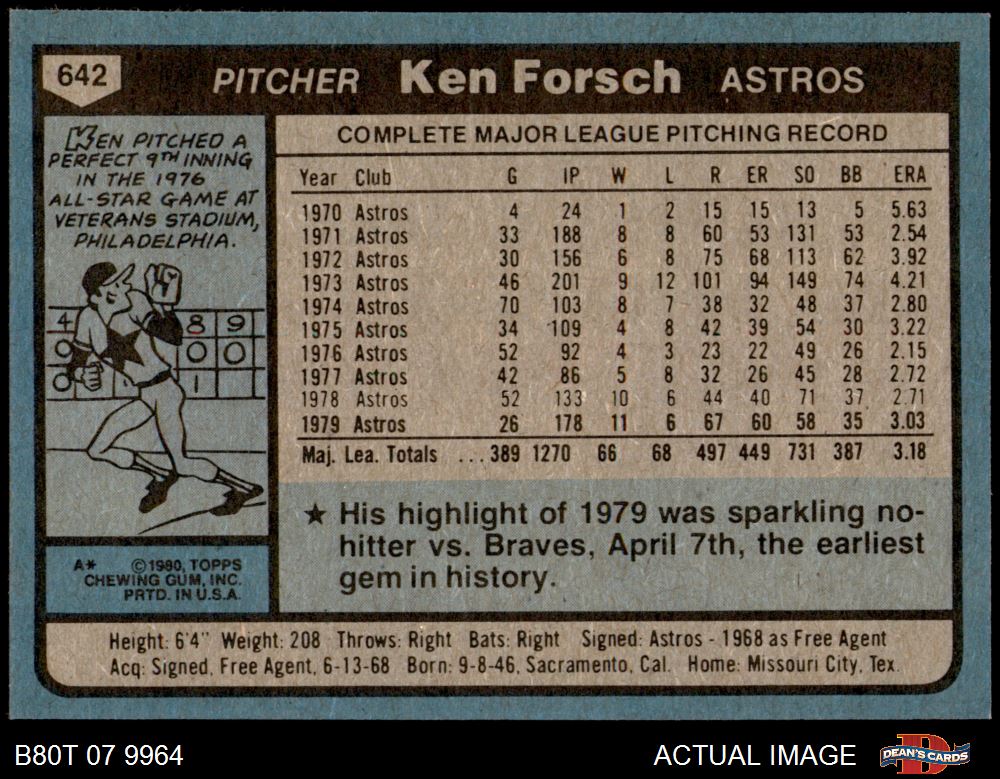 642 PITCHER Ken Forsch ASTROS
KEN PITCHED A
PERFECT 9TH INNING
IN THE 1976
ALL-STAR GAME AT
VETERANS STADIUM,
PHILADELPHIA.
4 8 9
0 0 0
0 1
COMPLETE MAJOR LEAGUE PITCHING RECORD
Year Club G IP W L R ER SO BB ERA
1970 Astros 4 24 1 2 15 15 13 5 5.63
1971 Astros 33 188 8 8 60 53 131 53 2.54
1972 Astros 30 156 6 8 75 68 113 62 3.92
1973 Astros 46 201 9 12 101 94 149 74 4.21
1974 Astros 70 103 8 7 38 32 48 37 2.80
1975 Astros 34 109 4 8 42 39 54 30 3.22
1976 Astros 52 92 4 3 23 22 49 26 2.15
1977 Astros 42 86 5 8 32 26 45 28 2.72
1978 Astros 52 133 10 6 44 40 71 37 2.71
1979 Astros 26 178 11 6 67 60 58 35 3.03
Maj. Lea. Totals ...389 1270 66 68 497 449 731 387 3.18
★ His highlight of 1979 was sparkling no-
hitter vs. Braves, April 7th, the earliest
gem in history.
A* ©1980, TOPPS
CHEWING GUM, INC.
PRTD. IN U.S.A.
Height: 6'4" Weight: 208 Throws: Right Bats: Right Signed: Astros - 1968 as Free Agent
Acq: Signed, Free Agent, 6-13-68 Born: 9-8-46, Sacramento, Cal. Home: Missouri City, Tex.
B80T 07 9964 ACTUAL IMAGE DEAN'S CARDS